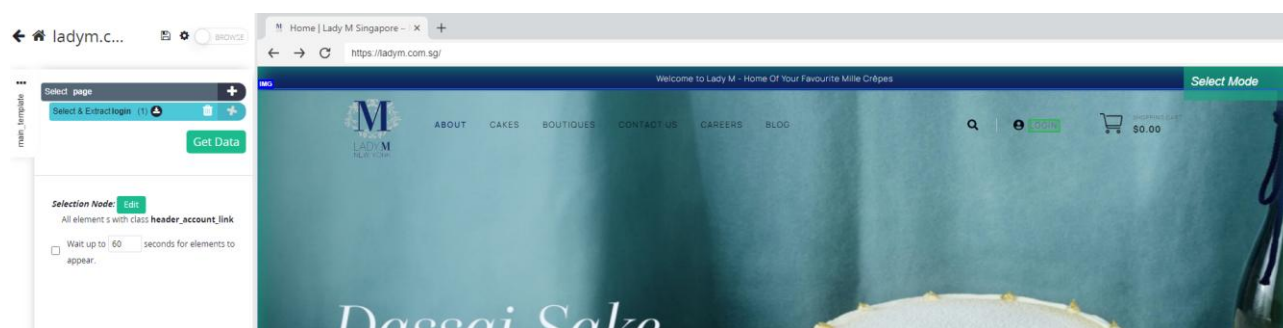 ladym.c...
BROWSE
main_template
Select page
Select & Extract login (1)
Get Data
Selection Node: Edit
All element s with class header_account_link
Wait up to 60 seconds for elements to
appear.
Home | Lady M Singapore –
https://ladym.com.sg/
IMG
Welcome to Lady M - Home Of Your Favourite Mille Crêpes
Select Mode
M
LADY M
NEW YORK
ABOUT CAKES BOUTIQUES CONTACT US CAREERS BLOG
LOGIN
SHOPPING CART
$0.00
Dassai Sake